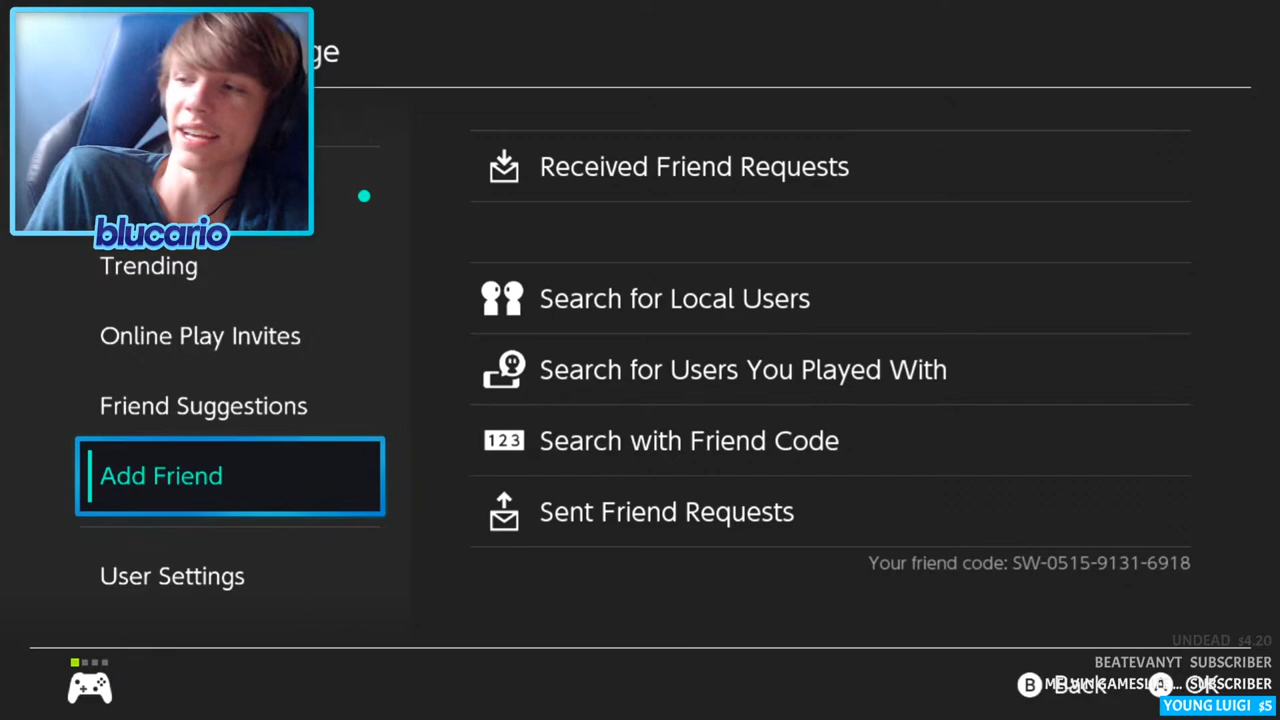 ge
blucario
Trending
Online Play Invites
Friend Suggestions
Add Friend
User Settings
Received Friend Requests
Search for Local Users
Search for Users You Played With
123 Search with Friend Code
Sent Friend Requests
Your friend code: SW-0515-9131-6918
UNDEAD $4.20
BEATEVANYT SUBSCRIBER
SUBSCRIBER
B Back A OK
YOUNG LUIGI $5